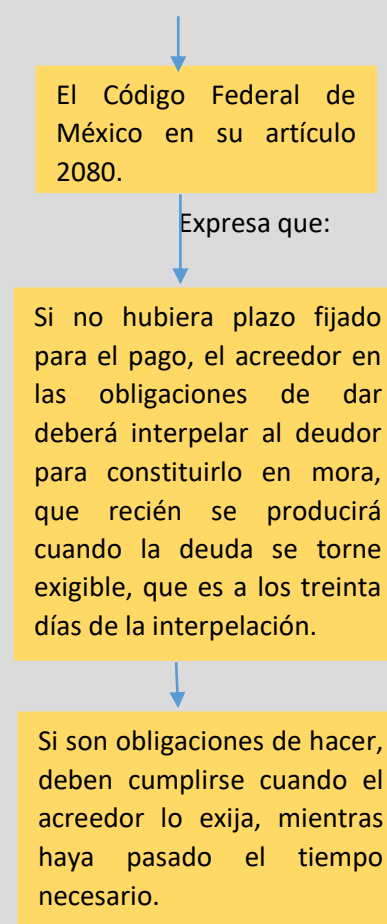 El Código Federal de
México en su artículo
2080.
Expresa que:
Si no hubiera plazo fijado
para el pago, el acreedor en
las obligaciones de dar
deberá interpelar al deudor
para constituirlo en mora,
que recién se producirá
cuando la deuda se torne
exigible, que es a los treinta
días de la interpelación.
Si son obligaciones de hacer,
deben cumplirse cuando el
acreedor lo exija, mientras
haya pasado el tiempo
necesario.